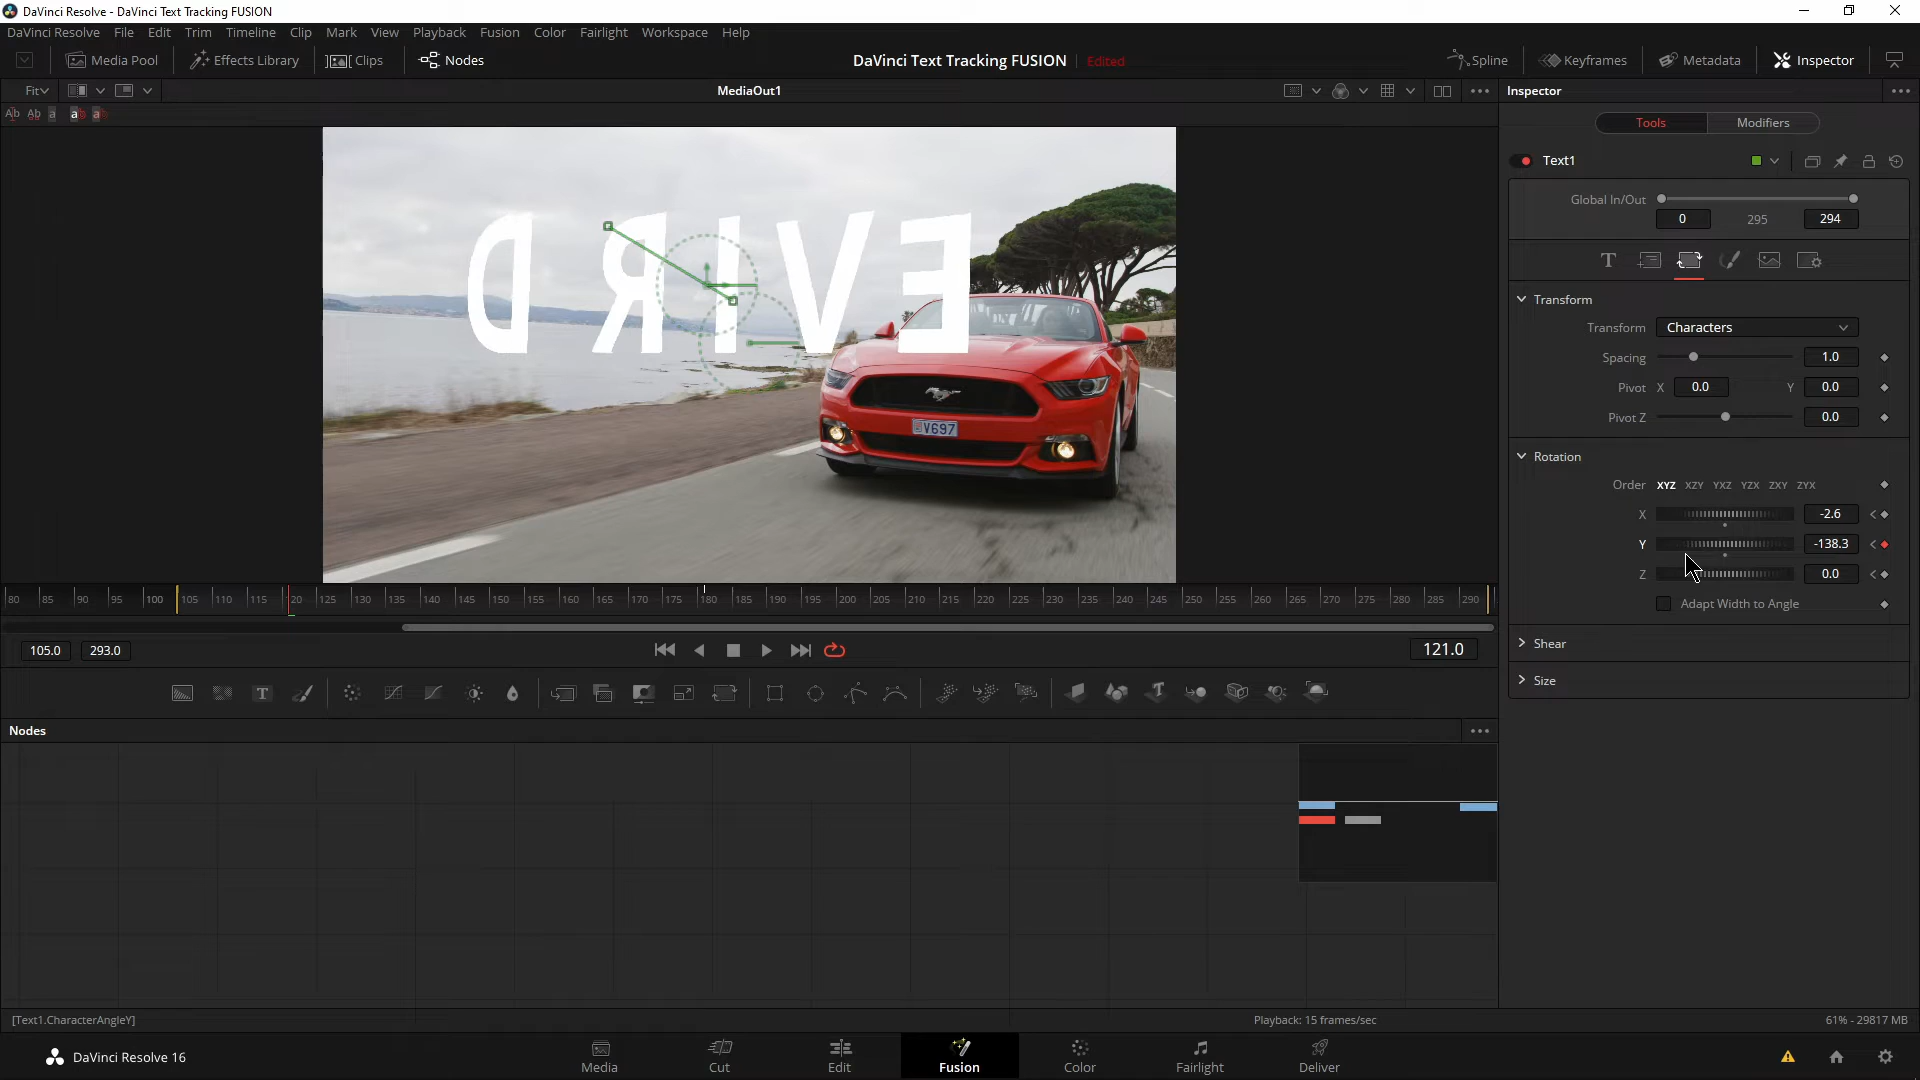 DaVinci Resolve - DaVinci Text Tracking FUSION
DaVinci Resolve File Edit Trim Timeline Clip Mark View Playback Fusion Color Fairlight Workspace Help
Media Pool Effects Library Clips Nodes DaVinci Text Tracking FUSION Edited Spline Keyframes Metadata Inspector
Fit MediaOut1 Inspector
Ab Ab a ab ab
Tools Modifiers
Text1
Global In/Out
0 295 294
T
Transform
Transform Characters
Spacing 1.0
Pivot X 0.0 Y 0.0
Pivot Z 0.0
Rotation
Order XYZ XZY YXZ YZX ZXY ZYX
X -2.6
Y -138.3
Z 0.0
Adapt Width to Angle
Shear
Size
DRIVE
V697
80 85 90 95 100 105 110 115 120 125 130 135 140 145 150 155 160 165 170 175 180 185 190 195 200 205 210 215 220 225 230 235 240 245 250 255 260 265 270 275 280 285 290
105.0 293.0 121.0
Nodes
[Text1.CharacterAngleY] Playback: 15 frames/sec 61% - 29817 MB
DaVinci Resolve 16 Media Cut Edit Fusion Color Fairlight Deliver